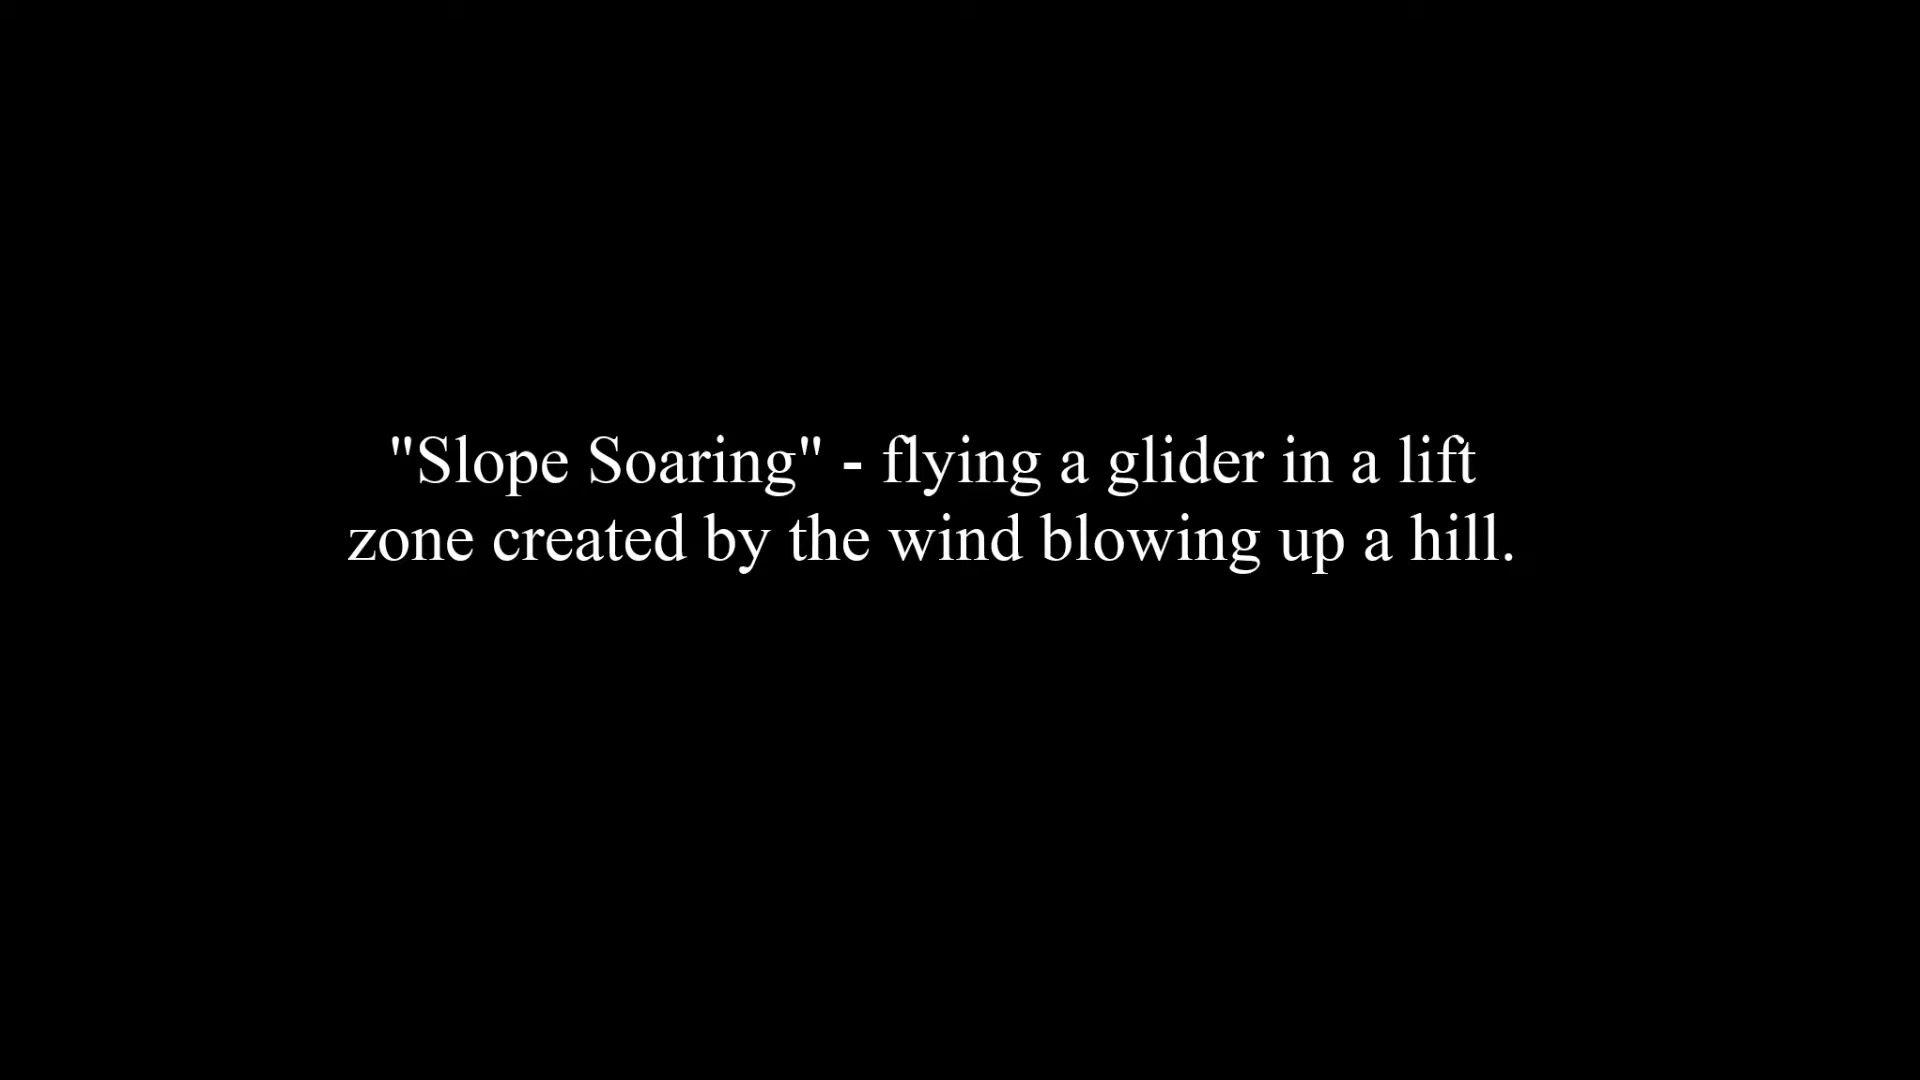 "Slope Soaring" - flying a glider in a lift
zone created by the wind blowing up a hill.